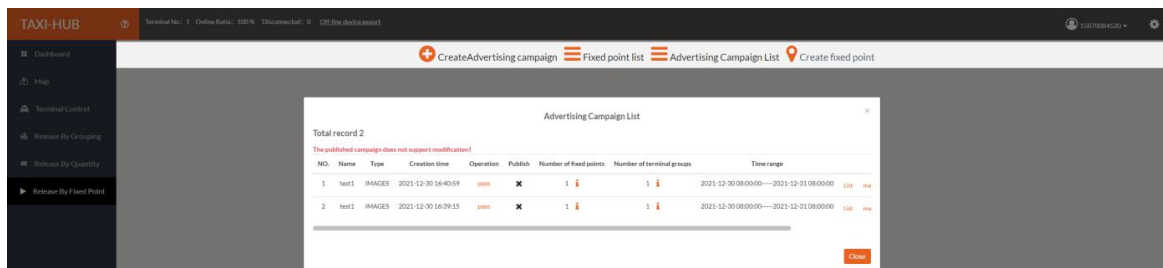 TAXI-HUB
Terminal No: 1 Online Ratio: 100% Disconnected: 0 Off-line device export
15870084520
Dashboard
CreateAdvertising campaign Fixed point list Advertising Campaign List Create fixed point
Map
Terminal Control
Release By Grouping
Release By Quantity
Release By Fixed Point
Advertising Campaign List ×
Total record 2
The published campaign does not support modification!
NO. Name Type Creation time Operation Publish Number of fixed points Number of terminal groups Time range
1 test1 IMAGES 2021-12-30 16:40:59 pass 1 1 2021-12-30 08:00:00----2021-12-31 08:00:00 List ma
2 test1 IMAGES 2021-12-30 16:39:15 pass 1 1 2021-12-30 08:00:00----2021-12-31 08:00:00 List ma
Close